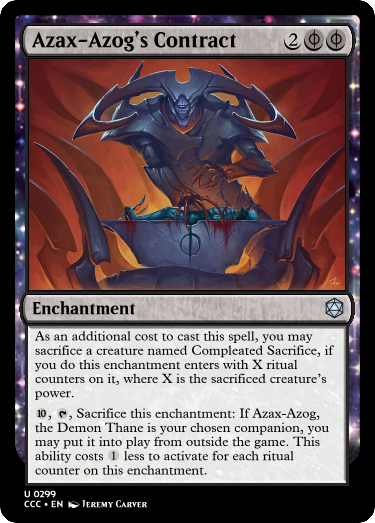 Azax-Azog's Contract 2
Enchantment
As an additional cost to cast this spell, you may
sacrifice a creature named Compleated Sacrifice, if
you do this enchantment enters with X ritual
counters on it, where X is the sacrificed creature's
power.
10, , Sacrifice this enchantment: If Azax-Azog,
the Demon Thane is your chosen companion, you
may put it into play from outside the game. This
ability costs 1 less to activate for each ritual
counter on this enchantment.
U 0299
CCC • EN Jeremy Carver